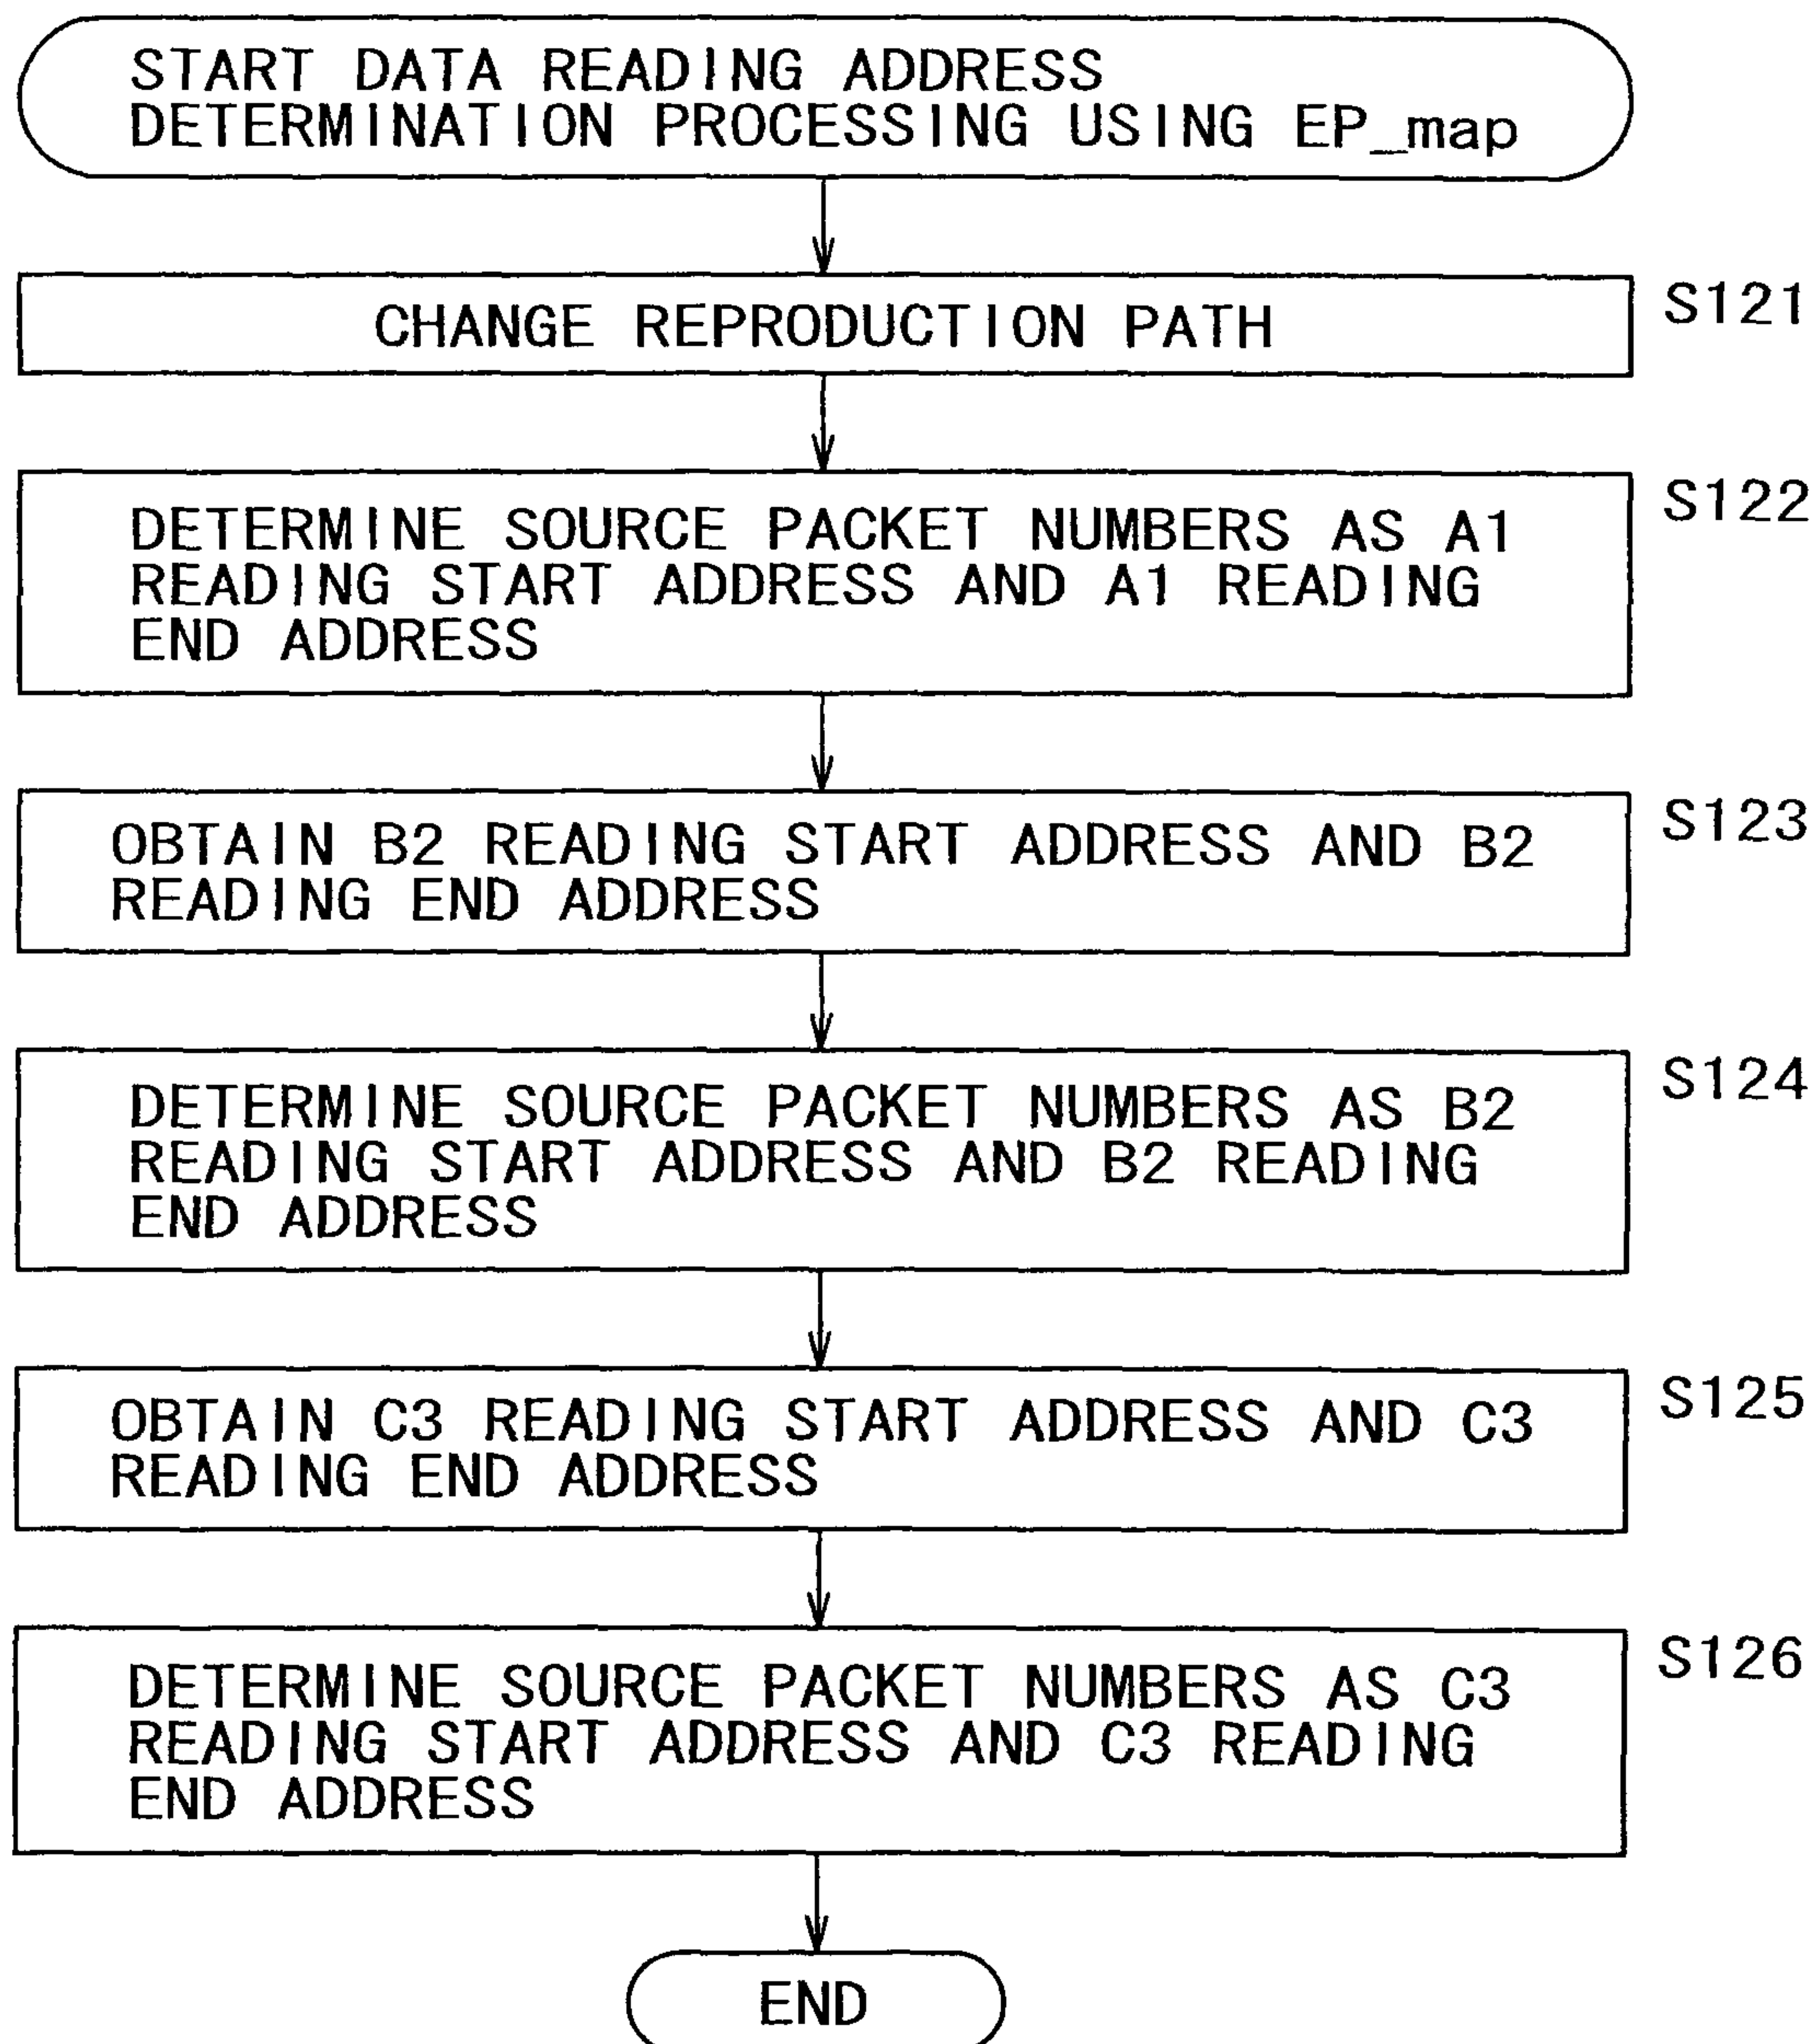 START DATA READING ADDRESS
DETERMINATION PROCESSING USING EP_map
CHANGE REPRODUCTION PATH
S121
DETERMINE SOURCE PACKET NUMBERS AS A1
READING START ADDRESS AND A1 READING
END ADDRESS
S122
OBTAIN B2 READING START ADDRESS AND B2
READING END ADDRESS
S123
DETERMINE SOURCE PACKET NUMBERS AS B2
READING START ADDRESS AND B2 READING
END ADDRESS
S124
OBTAIN C3 READING START ADDRESS AND C3
READING END ADDRESS
S125
DETERMINE SOURCE PACKET NUMBERS AS C3
READING START ADDRESS AND C3 READING
END ADDRESS
S126
END